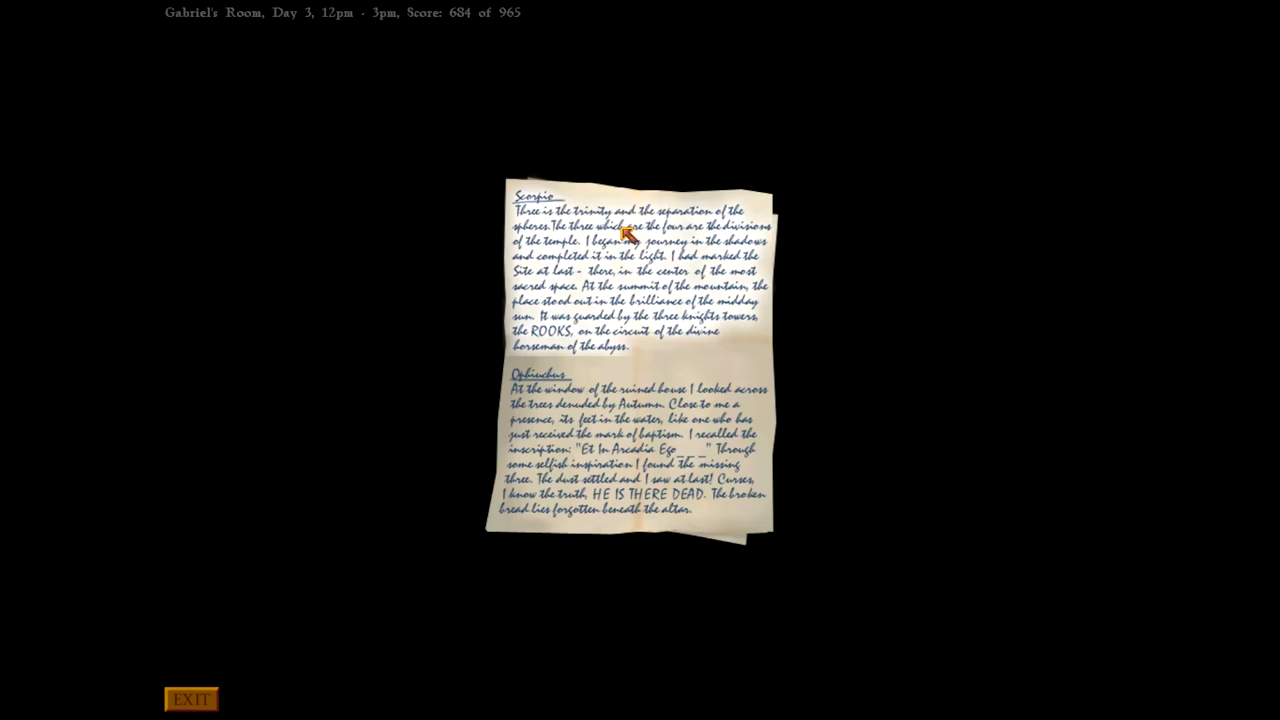 Gabriel's Room, Day 3, 12pm - 3pm, Score: 684 of 965
Scorpio
Three is the trinity and the separation of the
spheres. The three which are the four are the divisions
of the temple. I began my journey in the shadows
and completed it in the light. I had marked the
Site at last - there, in the center of the most
sacred space. At the summit of the mountain, the
place stood out in the brilliance of the midday
sun. It was guarded by the three knights towers,
the ROOKS, on the circuit of the divine
horseman of the abyss.
Ophiuchus
At the window of the ruined house I looked across
the trees denuded by Autumn. Close to me a
presence, its feet in the water, like one who has
just received the mark of baptism. I recalled the
inscription: "Et In Arcadia Ego_ _ _" Through
some selfish inspiration I found the missing
three. The dust settled and I saw at last! Curses,
I know the truth, HE IS THERE DEAD. The broken
bread lies forgotten beneath the altar.
EXIT